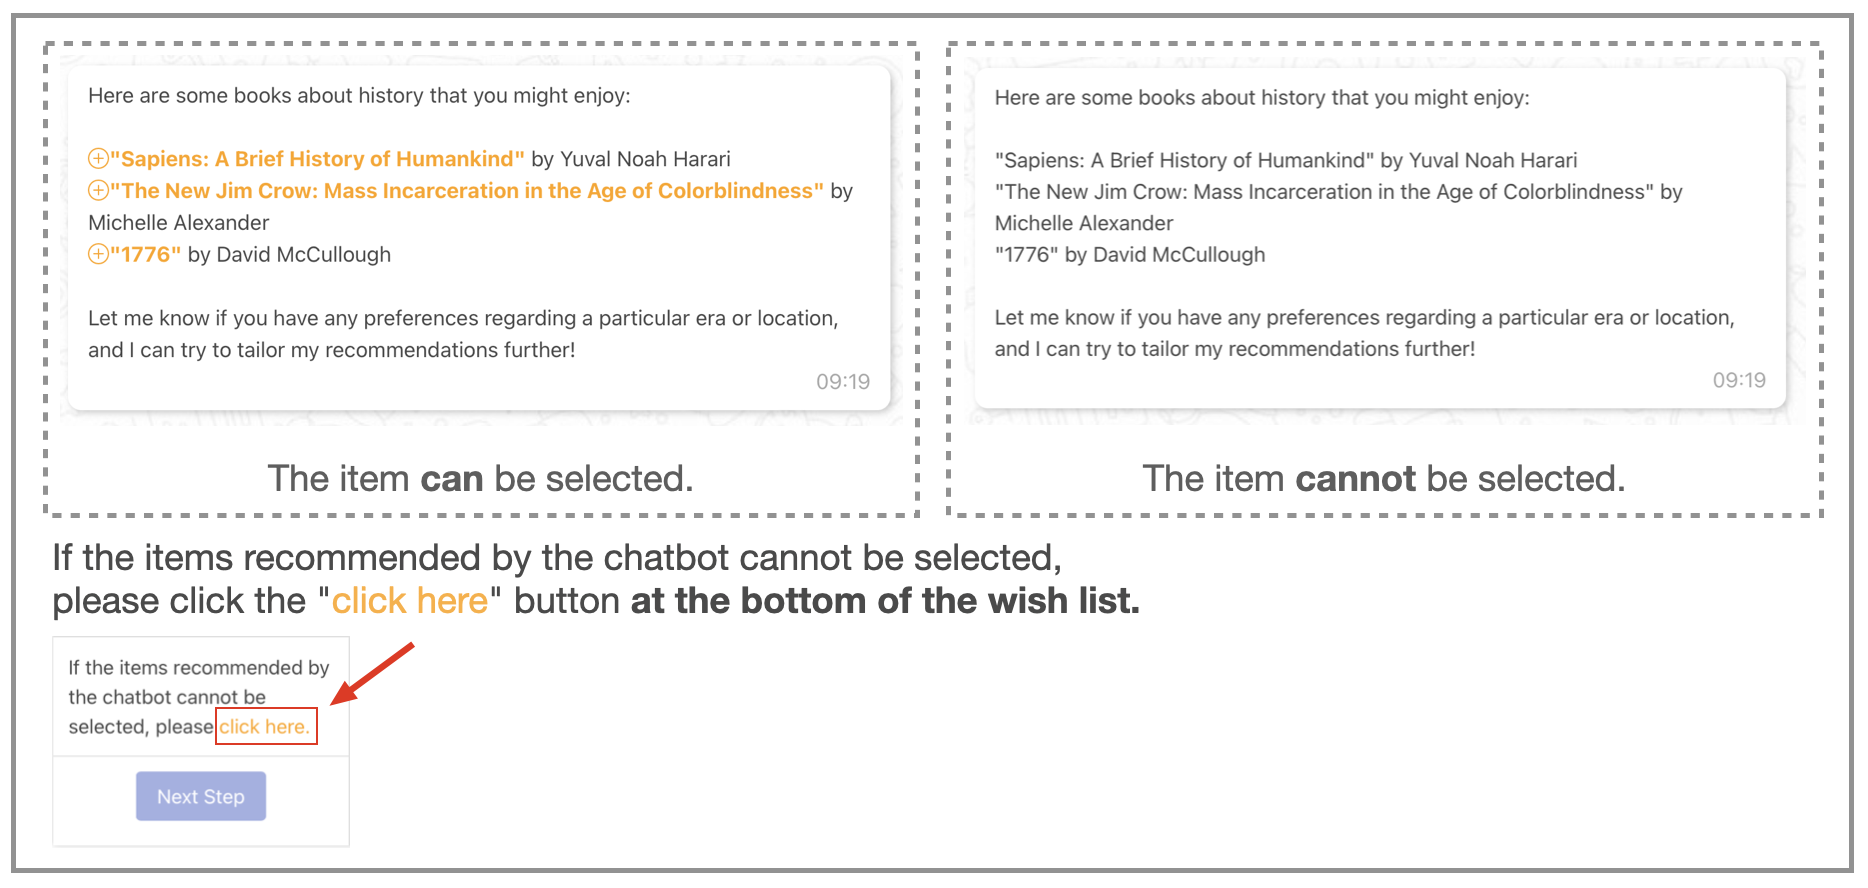 Here are some books about history that you might enjoy:
"Sapiens: A Brief History of Humankind" by Yuval Noah Harari
"The New Jim Crow: Mass Incarceration in the Age of Colorblindness" by
Michelle Alexander
"1776" by David McCullough
Let me know if you have any preferences regarding a particular era or location,
and I can try to tailor my recommendations further!
09:19
The item can be selected.
Here are some books about history that you might enjoy:
"Sapiens: A Brief History of Humankind" by Yuval Noah Harari
"The New Jim Crow: Mass Incarceration in the Age of Colorblindness" by
Michelle Alexander
"1776" by David McCullough
Let me know if you have any preferences regarding a particular era or location,
and I can try to tailor my recommendations further!
09:19
The item cannot be selected.
If the items recommended by the chatbot cannot be selected,
please click the "click here" button at the bottom of the wish list.
If the items recommended by
the chatbot cannot be
selected, please click here.
Next Step